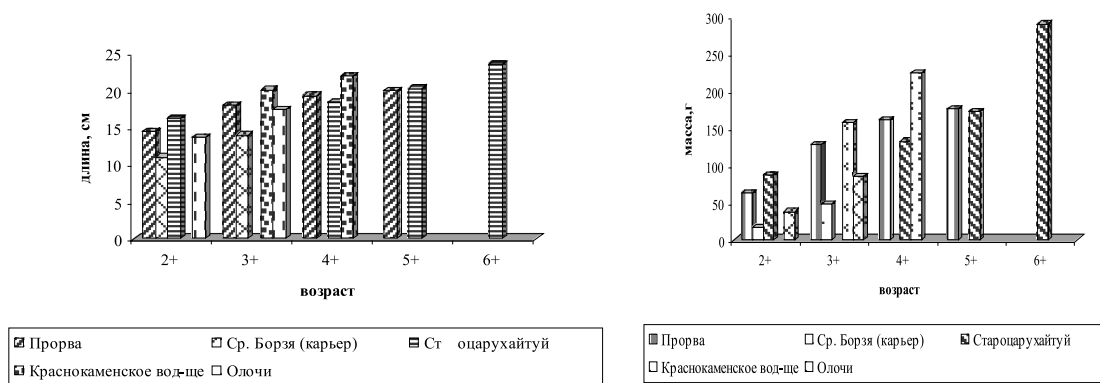 25
20
15
10
5
0
длина, см
2+ 3+ 4+ 5+ 6+
возраст
Прорва Ср. Борзя (карьер) Ст оцарухайтуй
Краснокаменское вод-ще Олочи
300
250
200
150
100
50
0
масса,г
2+ 3+ 4+ 5+ 6+
возраст
Прорва Ср. Борзя (карьер) Староцарухайтуй
Краснокаменское вод-ще Олочи